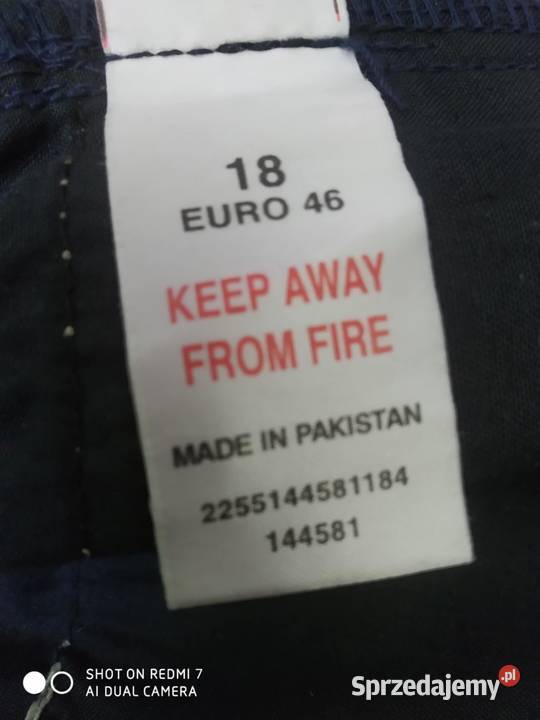 18
EURO 46
KEEP AWAY
FROM FIRE
MADE IN PAKISTAN
2255144581184
144581
SHOT ON REDMI 7
AI DUAL CAMERA
Sprzedajemy.pl